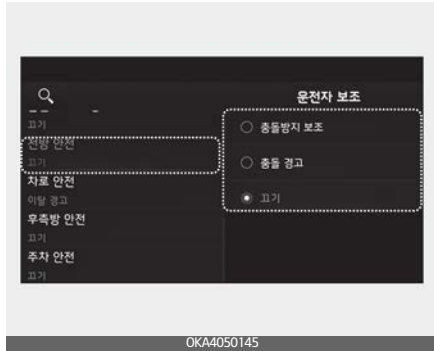 운전자 보조
끄기
전방 안전
끄기
차로 안전
이탈 경고
후측방 안전
끄기
주차 안전
끄기
충돌방지 보조
충돌 경고
끄기
OKA4050145